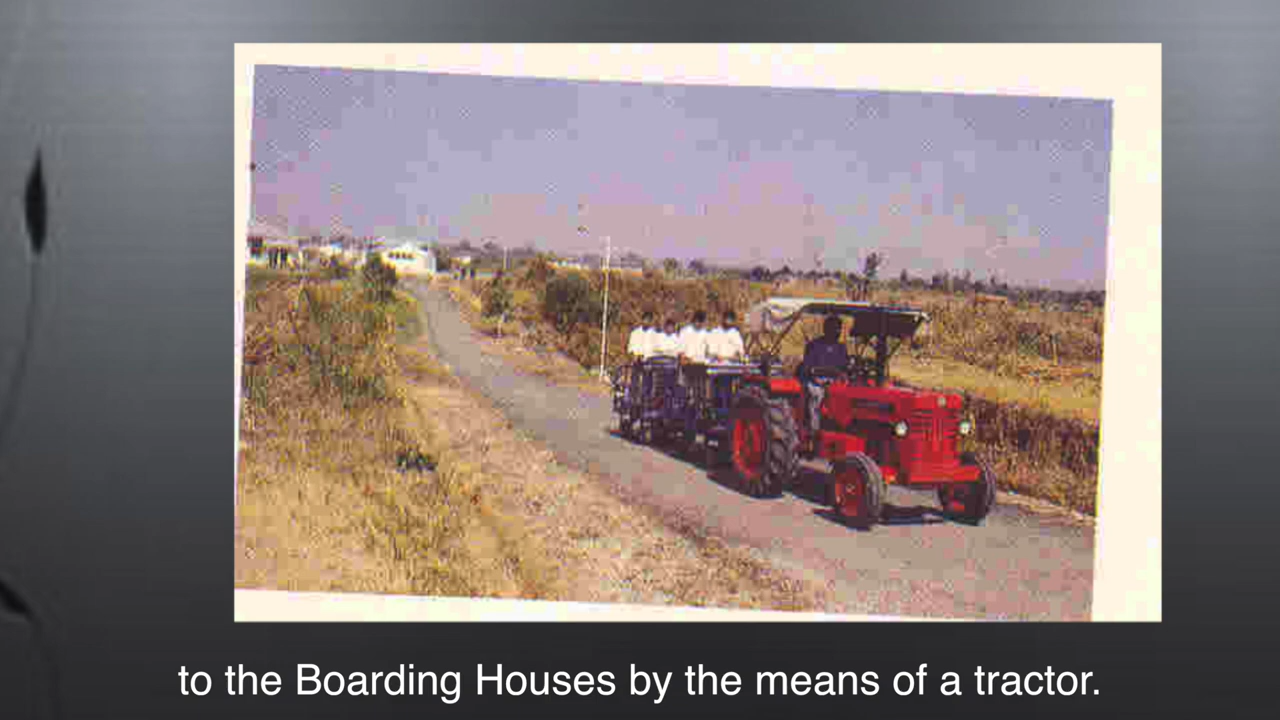 to the Boarding Houses by the means of a tractor.